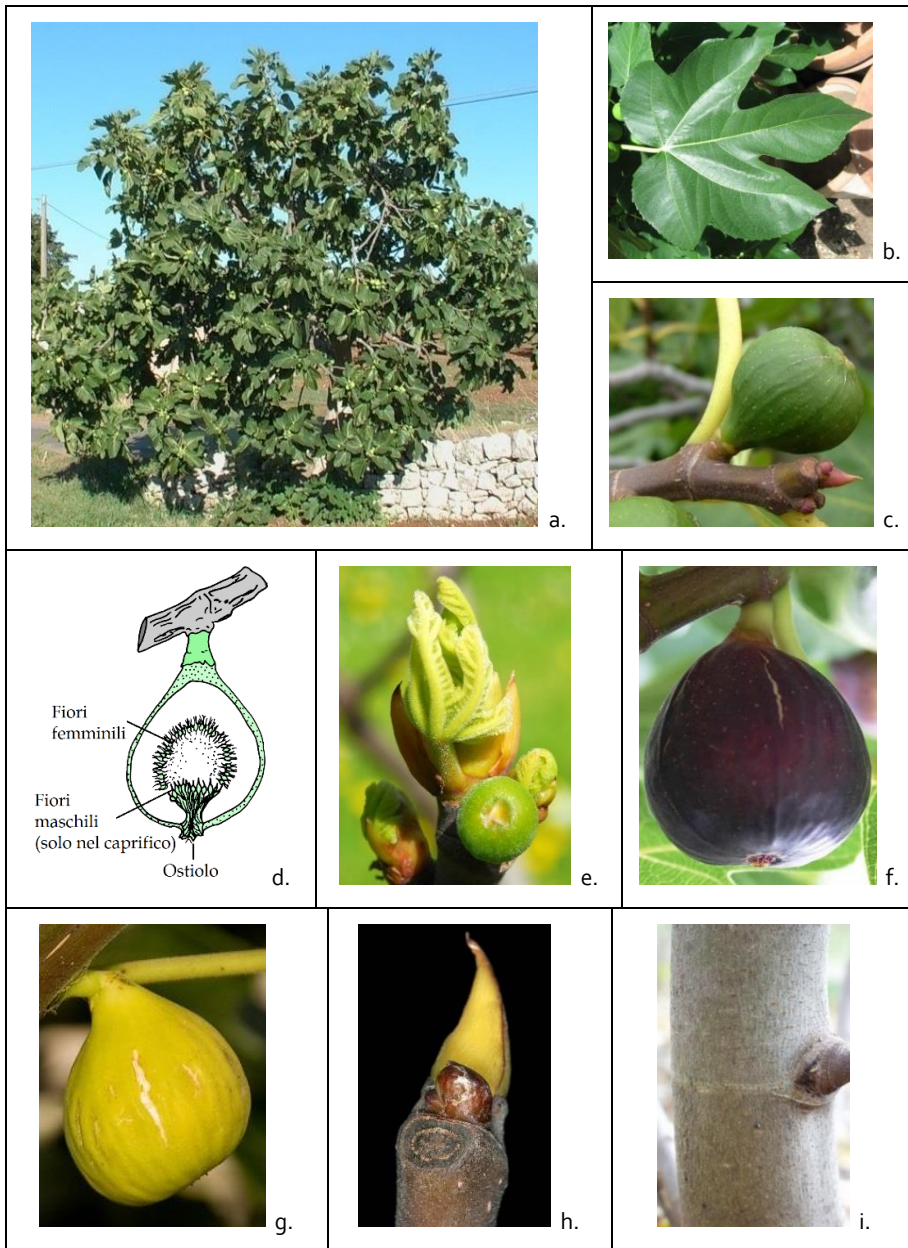 a.
b.
c.
Fiori
femminili
Fiori
maschili
(solo nel caprifico)
Ostiolo
d.
e.
f.
g.
h.
i.